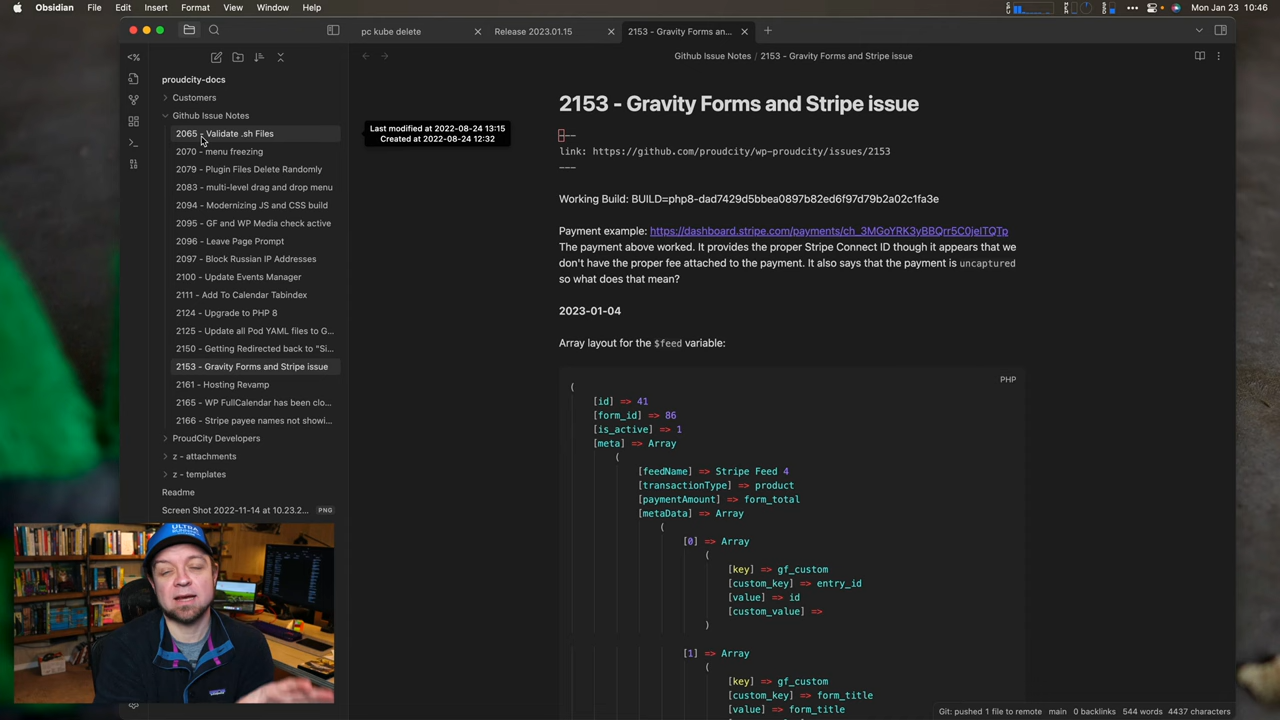 Obsidian File Edit Insert Format View Window Help
Mon Jan 23 10:46
pc kube delete
Release 2023.01.15
2153 - Gravity Forms an...
proudcity-docs
Customers
Github Issue Notes
2065 - Validate .sh Files
2070 - menu freezing
2079 - Plugin Files Delete Randomly
2083 - multi-level drag and drop menu
2094 - Modernizing JS and CSS build
2095 - GF and WP Media check active
2096 - Leave Page Prompt
2097 - Block Russian IP Addresses
2100 - Update Events Manager
2111 - Add To Calendar Tabindex
2124 - Upgrade to PHP 8
2125 - Update all Pod YAML files to G...
2150 - Getting Redirected back to "Si...
2153 - Gravity Forms and Stripe issue
2161 - Hosting Revamp
2165 - WP FullCalendar has been clo...
2166 - Stripe payee names not showi...
ProudCity Developers
z - attachments
z - templates
Readme
Screen Shot 2022-11-14 at 10.23.2...
PNG
Last modified at 2022-08-24 13:15
Created at 2022-08-24 12:32
Github Issue Notes / 2153 - Gravity Forms and Stripe issue
2153 - Gravity Forms and Stripe issue
---
link: https://github.com/proudcity/wp-proudcity/issues/2153
---
Working Build: BUILD=php8-dad7429d5bbea0897b82ed6f97d79b2a02c1fa3e
Payment example: https://dashboard.stripe.com/payments/ch_3MGoYRK3yBBQrr5C0jelTQTp
The payment above worked. It provides the proper Stripe Connect ID though it appears that we
don't have the proper fee attached to the payment. It also says that the payment is uncaptured
so what does that mean?
2023-01-04
Array layout for the $feed variable:
PHP
(
[id] => 41
[form_id] => 86
[is_active] => 1
[meta] => Array
(
[feedName] => Stripe Feed 4
[transactionType] => product
[paymentAmount] => form_total
[metaData] => Array
(
[0] => Array
(
[key] => gf_custom
[custom_key] => entry_id
[value] => id
[custom_value] =>
)
[1] => Array
(
[key] => gf_custom
[custom_key] => form_title
[value] => form_title
Git: pushed 1 file to remote main 0 backlinks 544 words 4437 characters
ULTRA